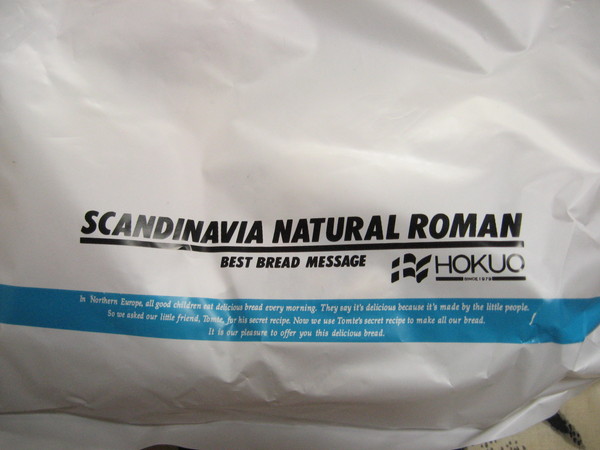 SCANDINAVIA NATURAL ROMAN
BEST BREAD MESSAGE
HOKUO
In Northern Europe, all good children eat delicious bread every morning. They say it's delicious because it's made by the little people.
So we asked our little friend, Tomte, for his secret recipe. Now we use Tomte's secret recipe to make all our bread.
It is our pleasure to offer you this delicious bread.